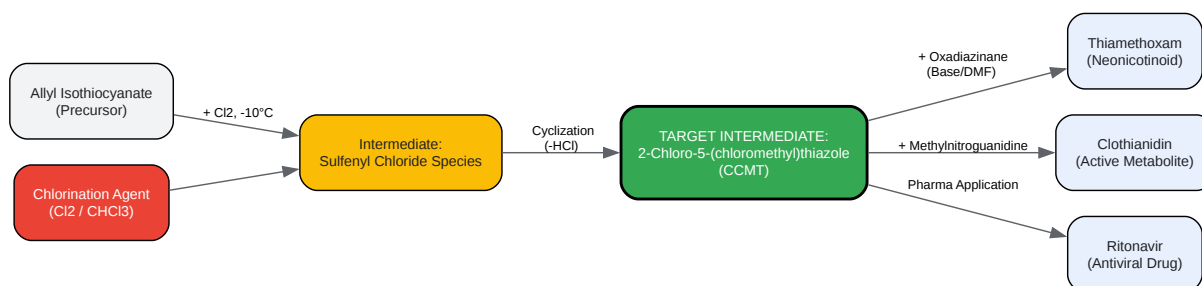 Allyl Isothiocyanate
(Precursor)
+ Cl2, -10°C
Chlorination Agent
(Cl2 / CHCl3)
Intermediate:
Sulfenyl Chloride Species
Cyclization
(-HCl)
TARGET INTERMEDIATE:
2-Chloro-5-(chloromethyl)thiazole
(CCMT)
+ Oxadiazinane
(Base/DMF)
+ Methylnitroguanidine
Pharma Application
Thiamethoxam
(Neonicotinoid)
Clothianidin
(Active Metabolite)
Ritonavir
(Antiviral Drug)